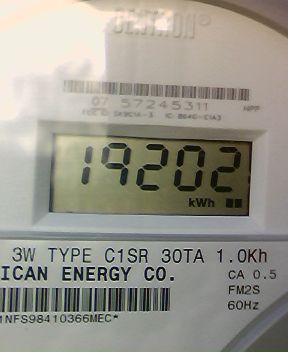 CENTRON®
07 57245311
19202
kWh
3W TYPE C1SR 30TA 1.0Kh
ICAN ENERGY CO.
CA 0.5
FM2S
60Hz
1NFS98410366MEC*